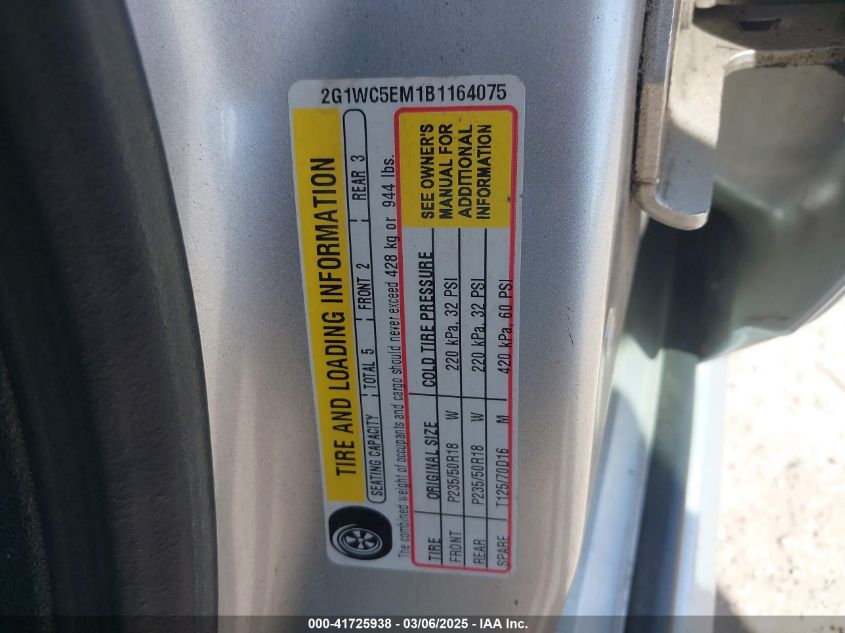 2G1WC5EM1B1164075
TIRE AND LOADING INFORMATION
SEATING CAPACITY TOTAL 5 FRONT 2 REAR 3
The combined weight of occupants and cargo should never exceed 428 kg or 944 lbs.
TIRE ORIGINAL SIZE COLD TIRE PRESSURE
FRONT P235/50R18 W 220 kPa, 32 PSI
REAR P235/50R18 W 220 kPa, 32 PSI
SPARE T125/70D16 M 420 kPa, 60 PSI
SEE OWNER'S
MANUAL FOR
ADDITIONAL
INFORMATION
000-41725938 - 03/06/2025 - IAA Inc.